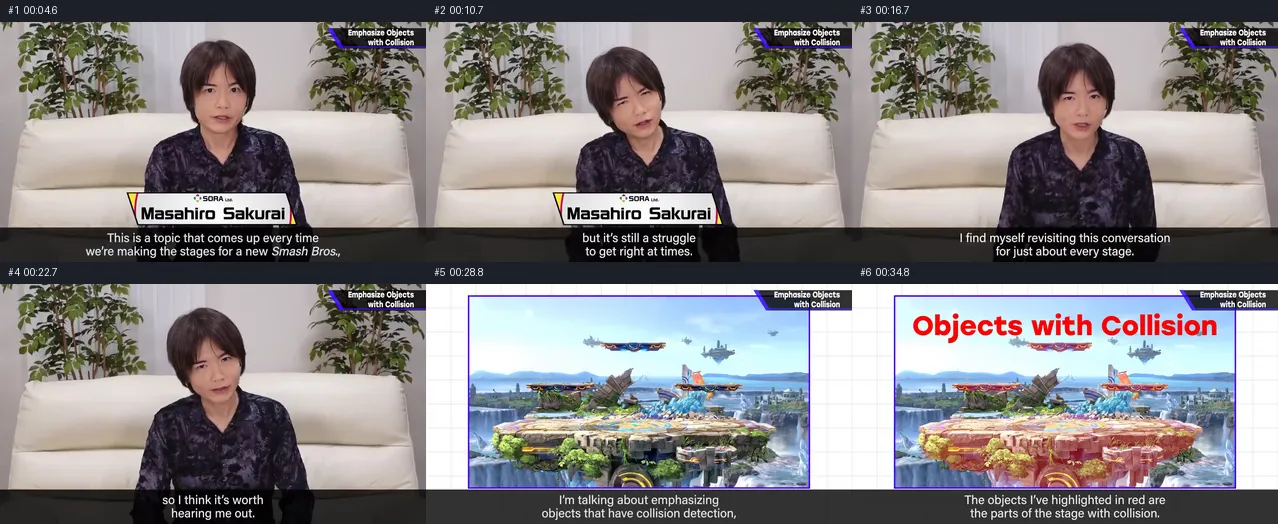 #1 00:04.6
Emphasize Objects
with Collision
SORA Ltd.
Masahiro Sakurai
This is a topic that comes up every time
we're making the stages for a new Smash Bros.,
#2 00:10.7
Emphasize Objects
with Collision
SORA Ltd.
Masahiro Sakurai
but it's still a struggle
to get right at times.
#3 00:16.7
Emphasize Objects
with Collision
I find myself revisiting this conversation
for just about every stage.
#4 00:22.7
Emphasize Objects
with Collision
so I think it's worth
hearing me out.
#5 00:28.8
Emphasize Objects
with Collision
I'm talking about emphasizing
objects that have collision detection,
#6 00:34.8
Emphasize Objects
with Collision
Objects with Collision
The objects I've highlighted in red are
the parts of the stage with collision.